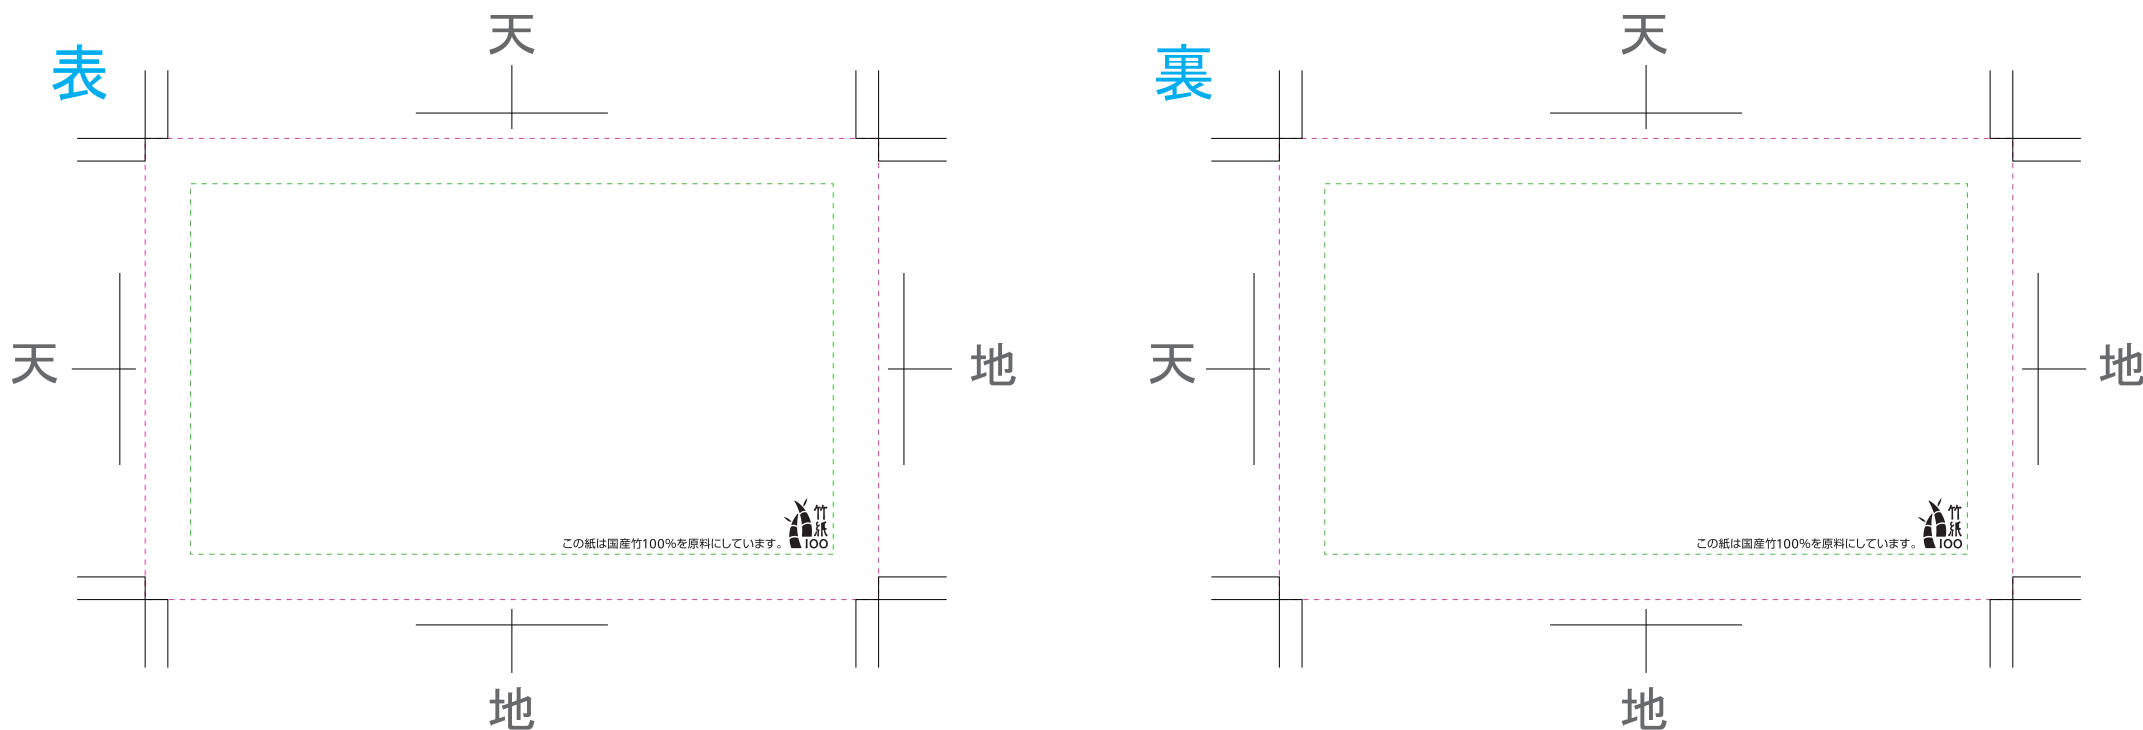 表
天
天
地
この紙は国産竹100%を原料にしています。
竹紙
100
地
裏
天
天
地
この紙は国産竹100%を原料にしています。
竹紙
100
地